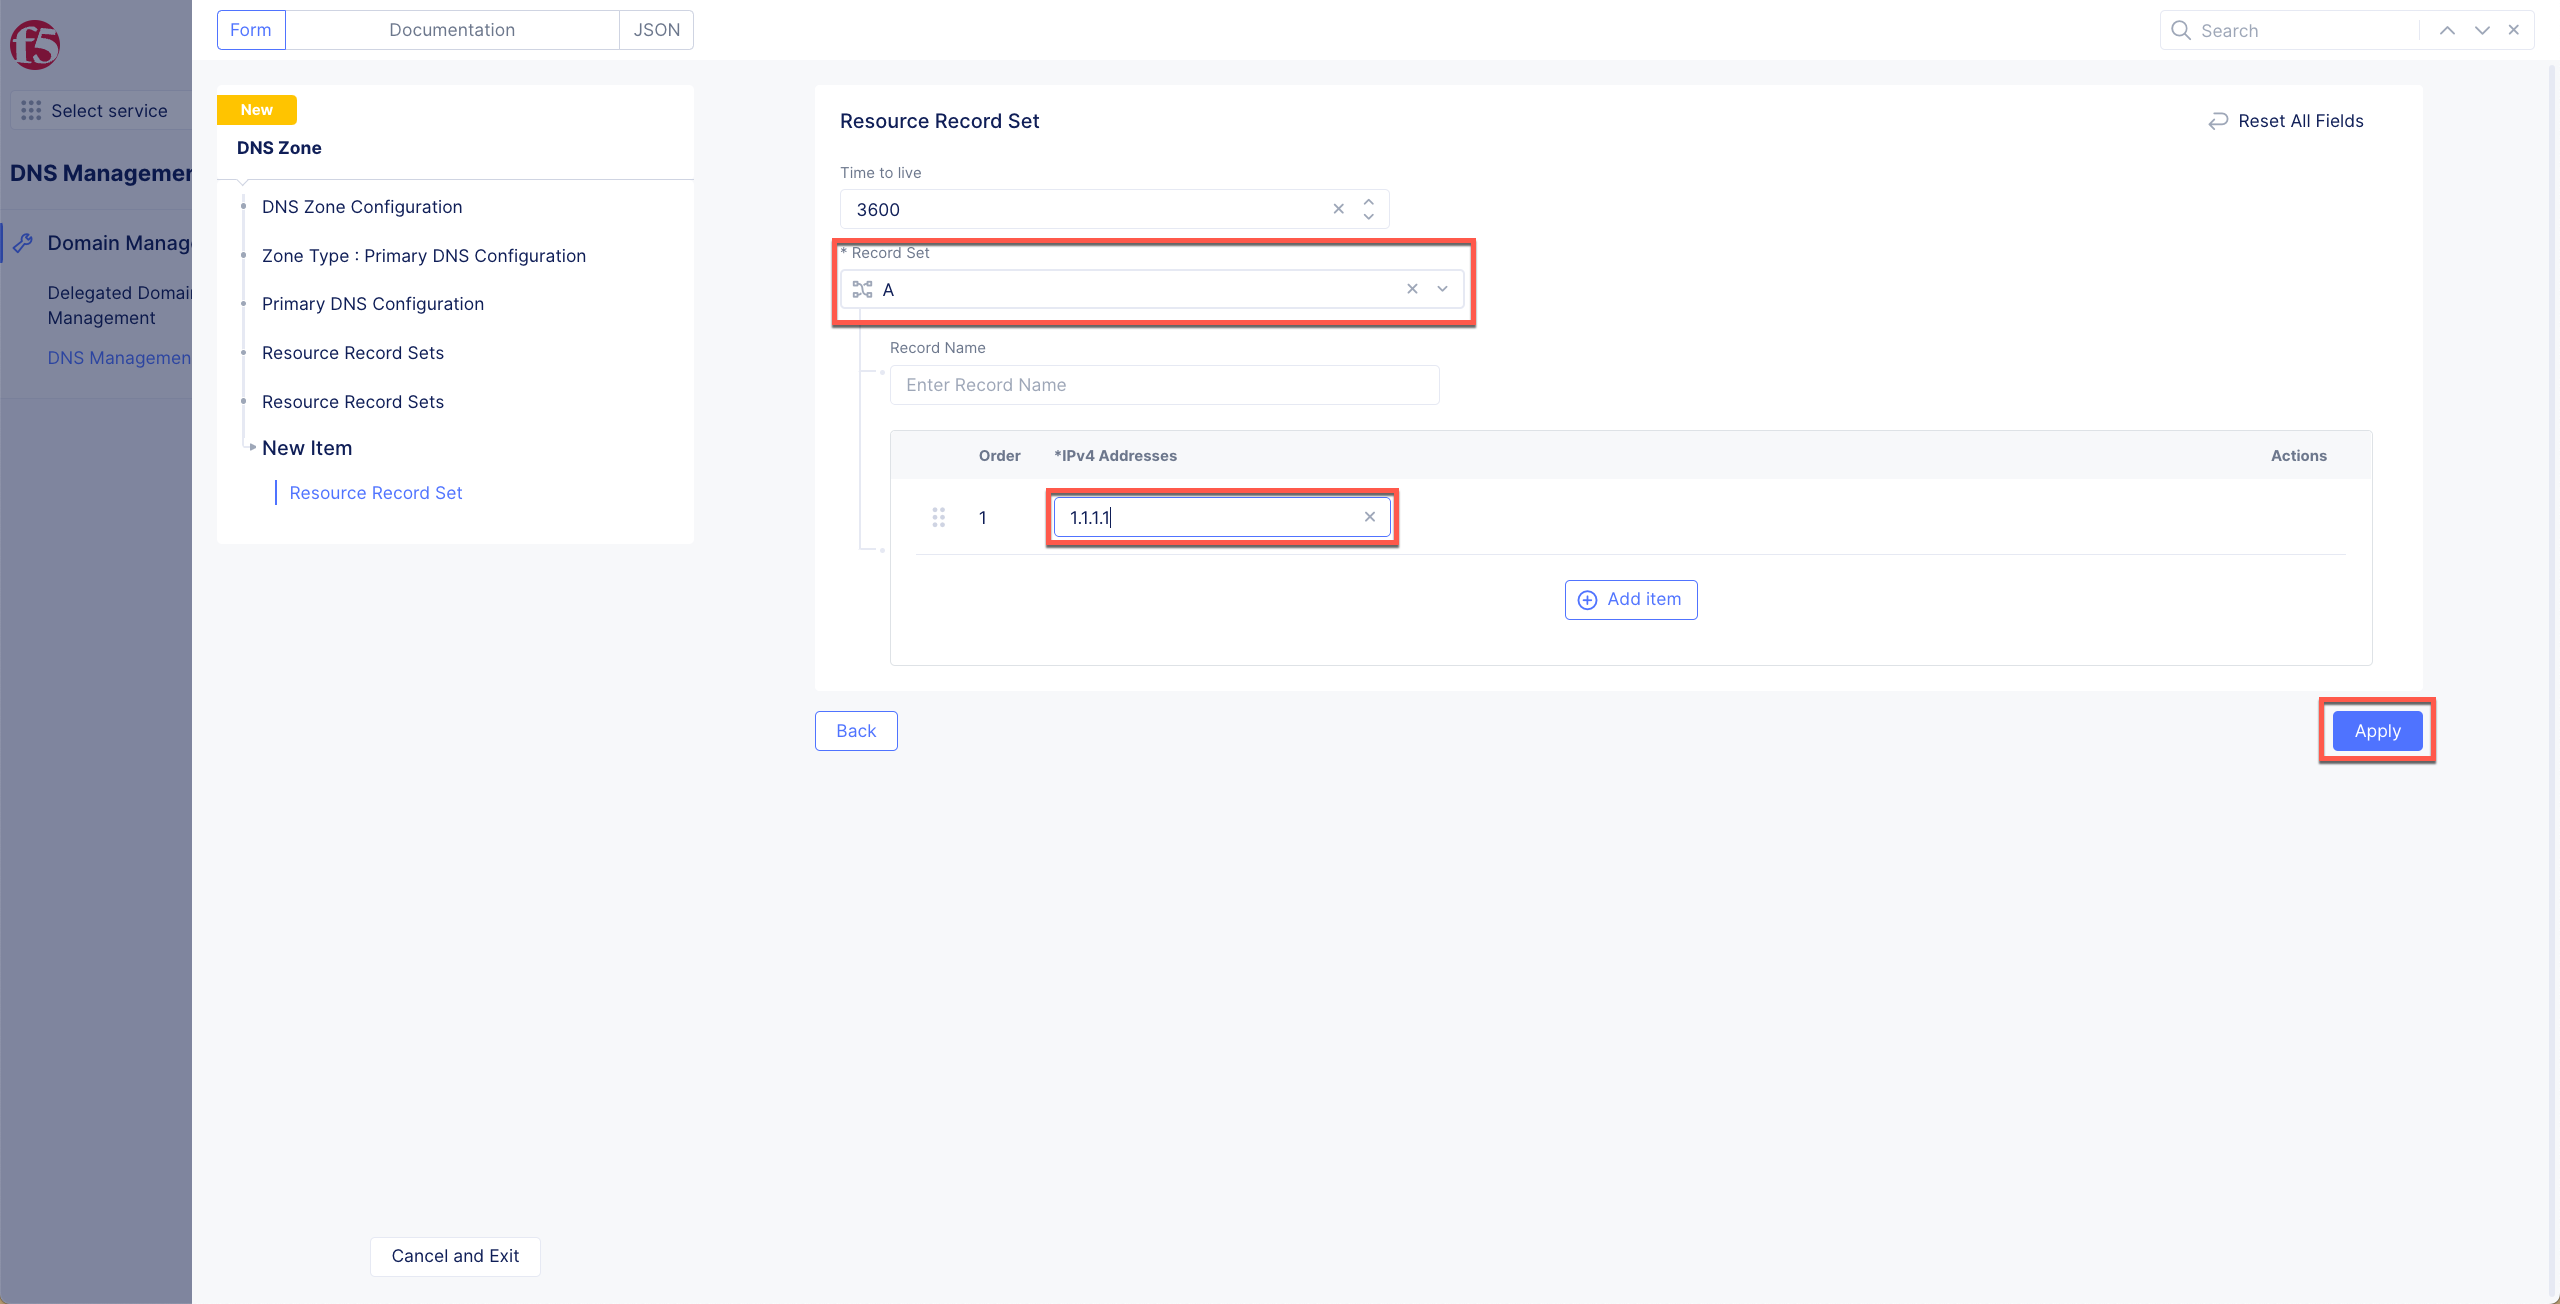 Form
Documentation
JSON
Search
f5
Select service
DNS Managemen
Domain Manag
Delegated Domai
Management
DNS Managemen
New
DNS Zone
DNS Zone Configuration
Zone Type : Primary DNS Configuration
Primary DNS Configuration
Resource Record Sets
Resource Record Sets
New Item
Resource Record Set
Cancel and Exit
Resource Record Set
Reset All Fields
Time to live
3600
* Record Set
A
Record Name
Enter Record Name
Order *IPv4 Addresses Actions
1 1.1.1.1
Add item
Back
Apply